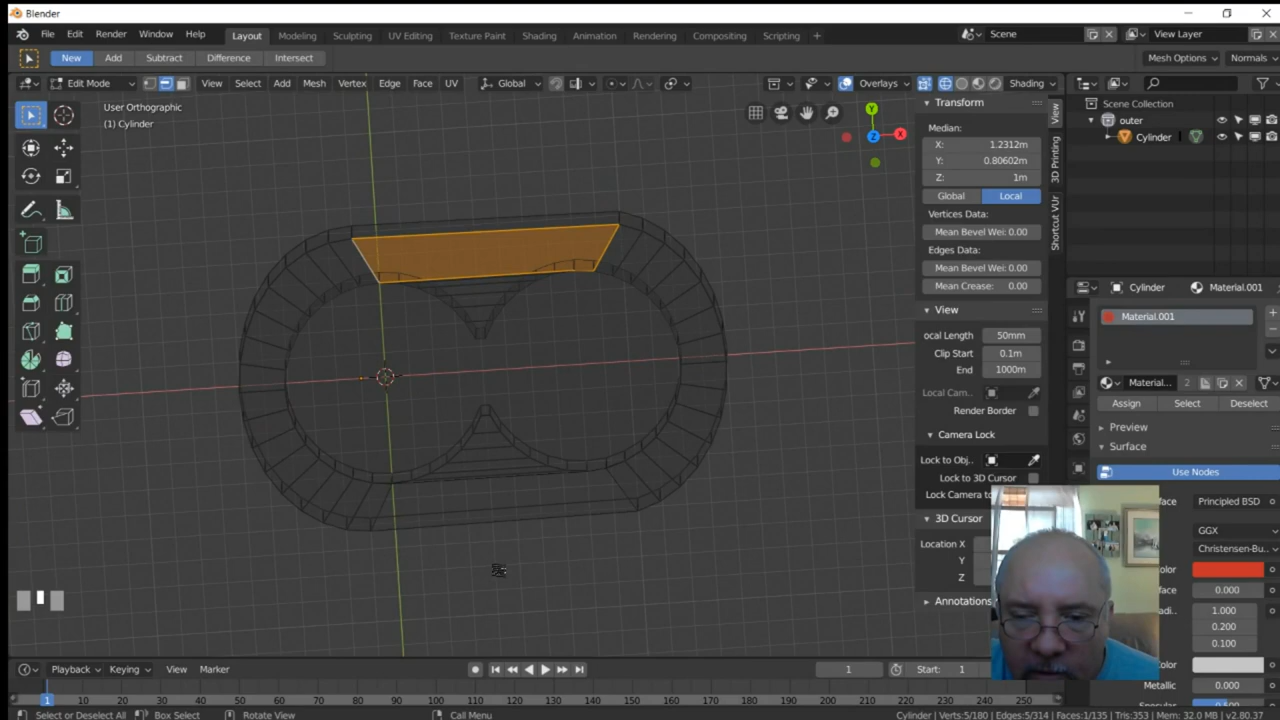 Blender
File Edit Render Window Help Layout Modeling Sculpting UV Editing Texture Paint Shading Animation Rendering Compositing Scripting + Scene View Layer
New Add Subtract Difference Intersect Mesh Options Normals
Edit Mode View Select Add Mesh Vertex Edge Face UV Global Overlays Shading
User Orthographic
(1) Cylinder
Y
Z
X
Transform
Median:
X: 1.2312m
Y: 0.80602m
Z: 1m
Global Local
Vertices Data:
Mean Bevel Wei: 0.00
Edges Data:
Mean Bevel Wei: 0.00
Mean Crease: 0.00
View
ocal Length 50mm
Clip Start 0.1m
End 1000m
Local Cam..
Render Border
Camera Lock
Lock to Obj..
Lock to 3D Cursor
Lock Camera to
3D Cursor
Location X
Y
Z
Annotations
View
3D Printing
Shortcut VUr
Scene Collection
outer
Cylinder
Cylinder Material.001
Material.001
Material... 2
Assign Select Deselect
Preview
Surface
Use Nodes
face Principled BSD
GGX
Christensen-Bu..
olor
face 0.000
adi.. 1.000
0.200
0.100
Color
Metallic 0.000
Specular 0.500
Playback Keying View Marker 1 Start: 1
1 10 20 30 40 50 60 70 80 90 100 110 120 130 140 150 160 170 180 190 200 210 220 230 240 250
Select or Deselect All Box Select Rotate View Call Menu Cylinder | Verts:5/180 | Edges:5/314 | Faces:1/135 | Tris:353 | Mem: 32.0 MB | v2.80.37